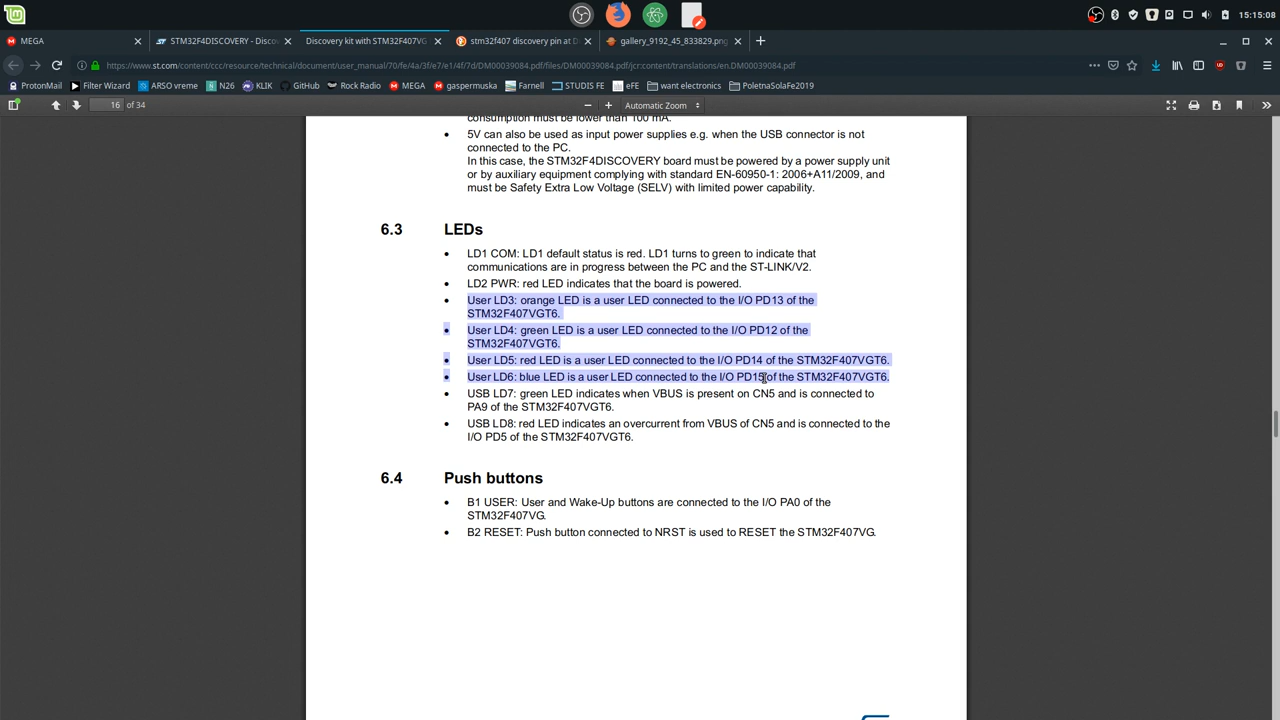 18:15:08
MEGA
STM32F4DISCOVERY - Disco
Discovery kit with STM32F407VG
stm32f407 discovery pin at D
gallery_9192_45_833829.png
https://www.st.com/content/ccc/resource/technical/document/user_manual/70/fe/4a/3f/e7/e1/4f/7d/DM00039084.pdf/files/DM00039084.pdf/jcr:content/translations/en.DM00039084.pdf
ProtonMail
Filter Wizard
ARSO vreme
N26
KLIK
GitHub
Rock Radio
MEGA
gaspermuska
Farnell
STUDIS FE
eFE
want electronics
PoletnaSolaFe2019
16 of 34
Automatic Zoom
consumption must be lower than 100 mA.
• 5V can also be used as input power supplies e.g. when the USB connector is not
connected to the PC.
In this case, the STM32F4DISCOVERY board must be powered by a power supply unit
or by auxiliary equipment complying with standard EN-60950-1: 2006+A11/2009, and
must be Safety Extra Low Voltage (SELV) with limited power capability.
6.3 LEDs
• LD1 COM: LD1 default status is red. LD1 turns to green to indicate that
communications are in progress between the PC and the ST-LINK/V2.
• LD2 PWR: red LED indicates that the board is powered.
• User LD3: orange LED is a user LED connected to the I/O PD13 of the
STM32F407VGT6.
• User LD4: green LED is a user LED connected to the I/O PD12 of the
STM32F407VGT6.
• User LD5: red LED is a user LED connected to the I/O PD14 of the STM32F407VGT6.
• User LD6: blue LED is a user LED connected to the I/O PD15 of the STM32F407VGT6.
• USB LD7: green LED indicates when VBUS is present on CN5 and is connected to
PA9 of the STM32F407VGT6.
• USB LD8: red LED indicates an overcurrent from VBUS of CN5 and is connected to the
I/O PD5 of the STM32F407VGT6.
6.4 Push buttons
• B1 USER: User and Wake-Up buttons are connected to the I/O PA0 of the
STM32F407VG.
• B2 RESET: Push button connected to NRST is used to RESET the STM32F407VG.